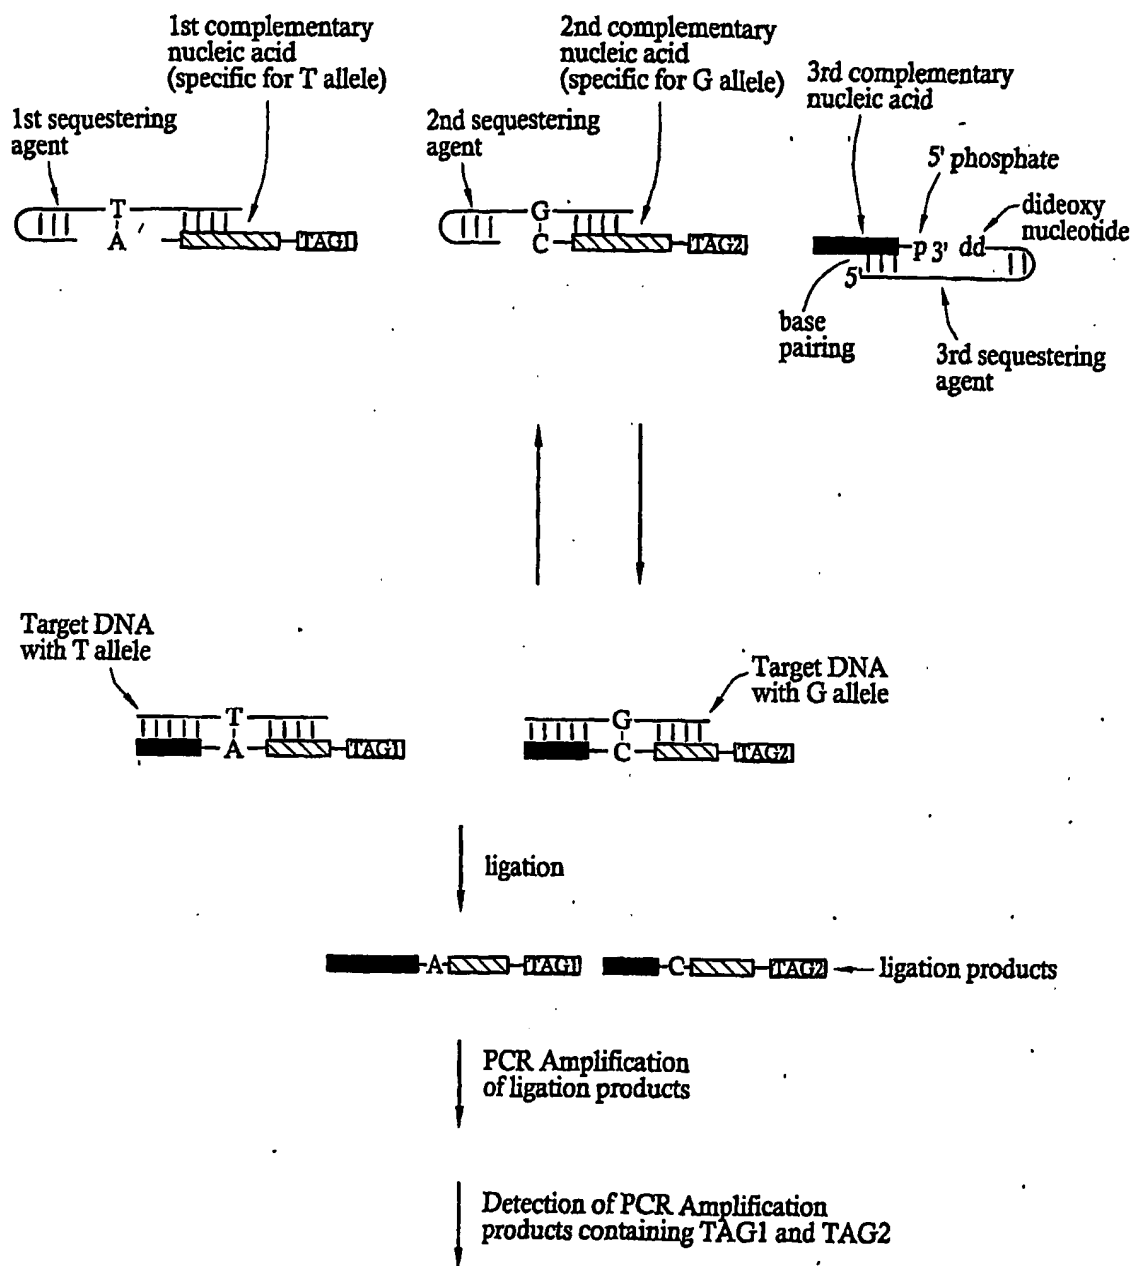 1st complementary
nucleic acid
(specific for T allele)
2nd complementary
nucleic acid
(specific for G allele)
3rd complementary
nucleic acid
1st sequestering
agent
2nd sequestering
agent
5' phosphate
dideoxy
nucleotide
T
A
TAG1
G
C
TAG2
p 3' dd
5'
base
pairing
3rd sequestering
agent
Target DNA
with T allele
Target DNA
with G allele
T
A
TAG1
G
C
TAG2
ligation
A
TAG1
C
TAG2
ligation products
PCR Amplification
of ligation products
Detection of PCR Amplification
products containing TAG1 and TAG2